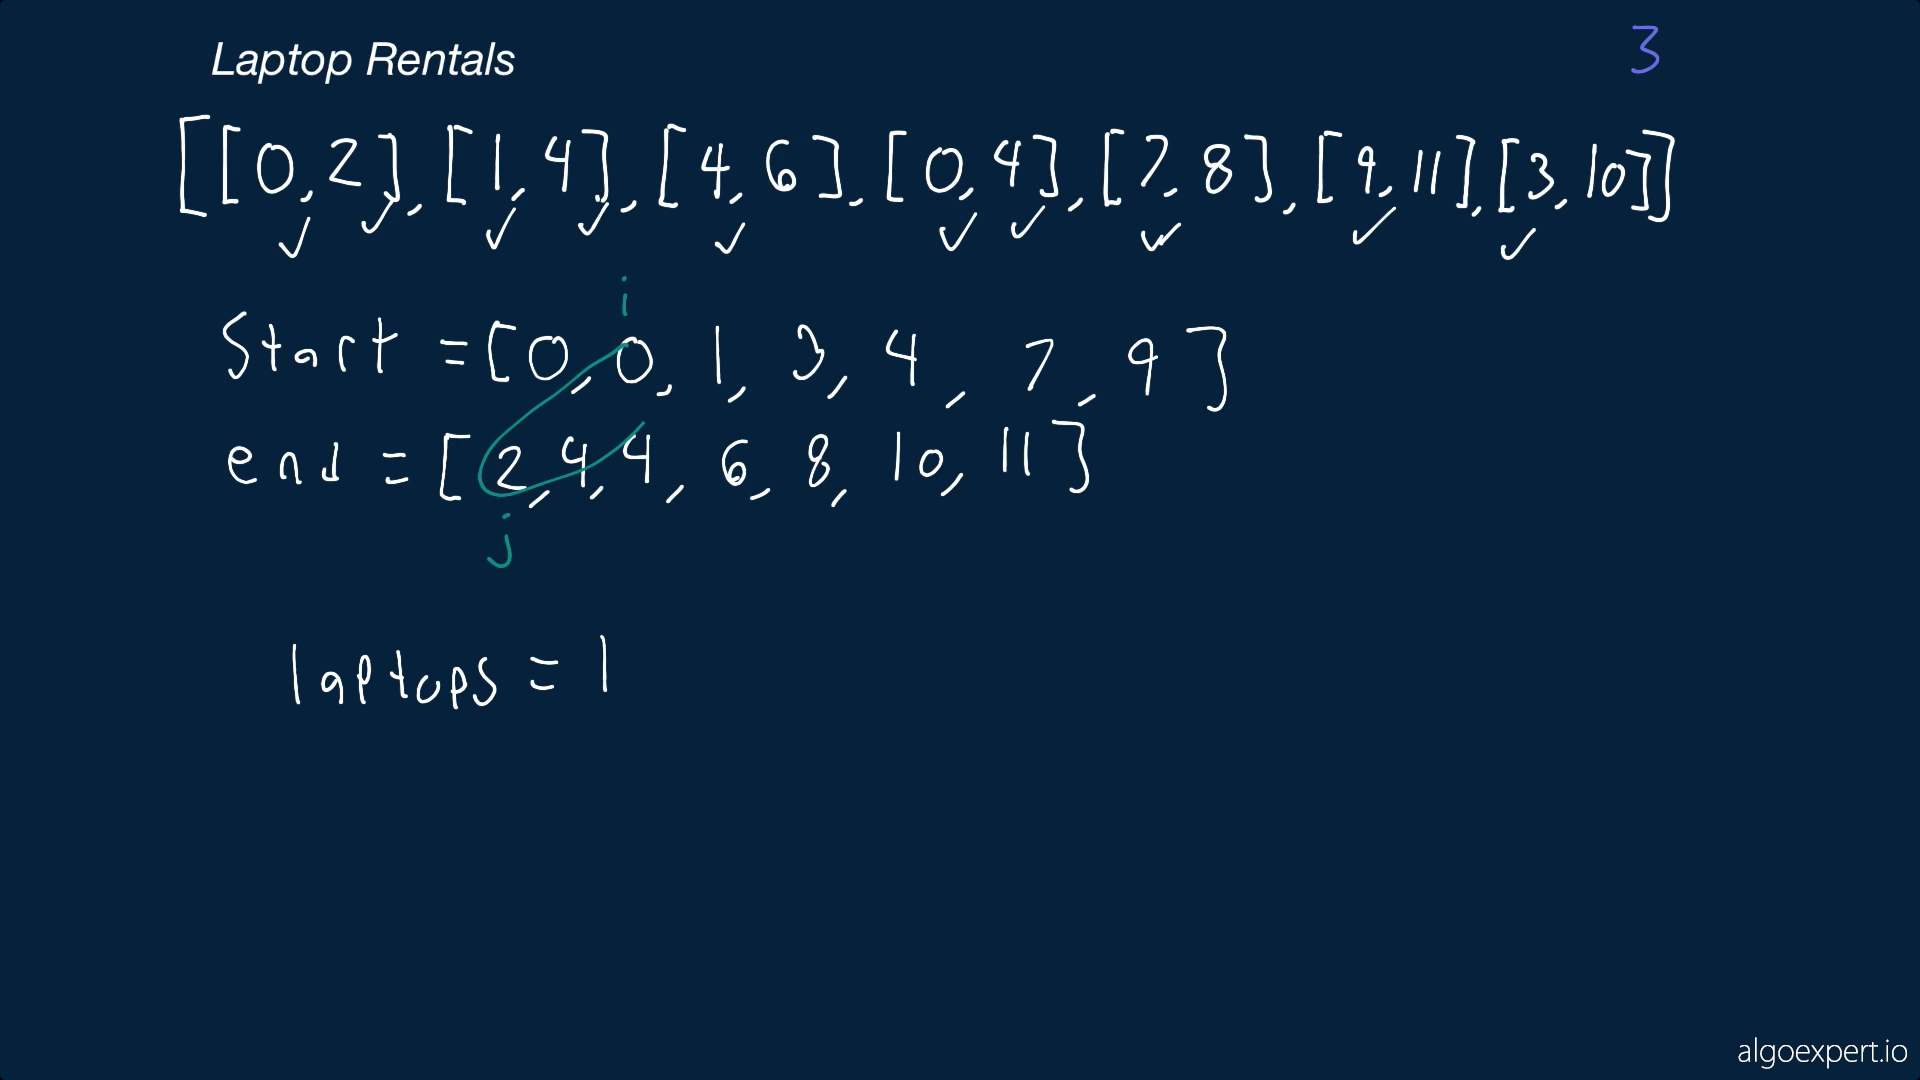 Laptop Rentals
3
[[0,2],[1,4],[4,6],[0,4],[7,8],[9,11],[3,10]]
i
Start =[0,0,1,3,4,7,9]
end =[2,4,4,6,8,10,11]
j
laptops = 1
algoexpert.io